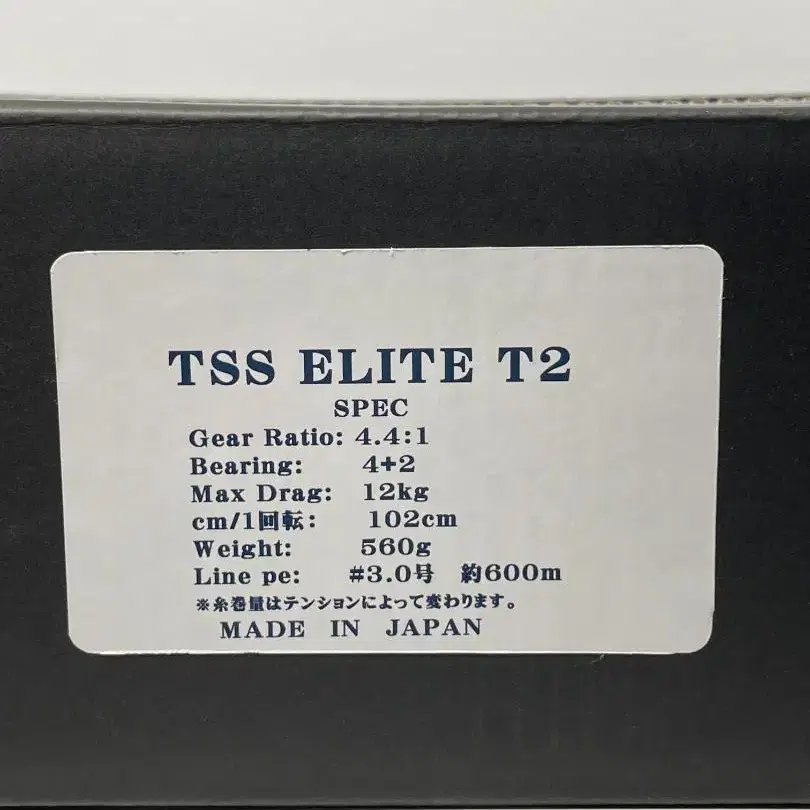 TSS ELITE T2
SPEC
Gear Ratio: 4.4:1
Bearing: 4+2
Max Drag: 12kg
cm/1回転: 102cm
Weight: 560g
Line pe: #3.0号 約600m
※糸巻量はテンションによって変わります。
MADE IN JAPAN